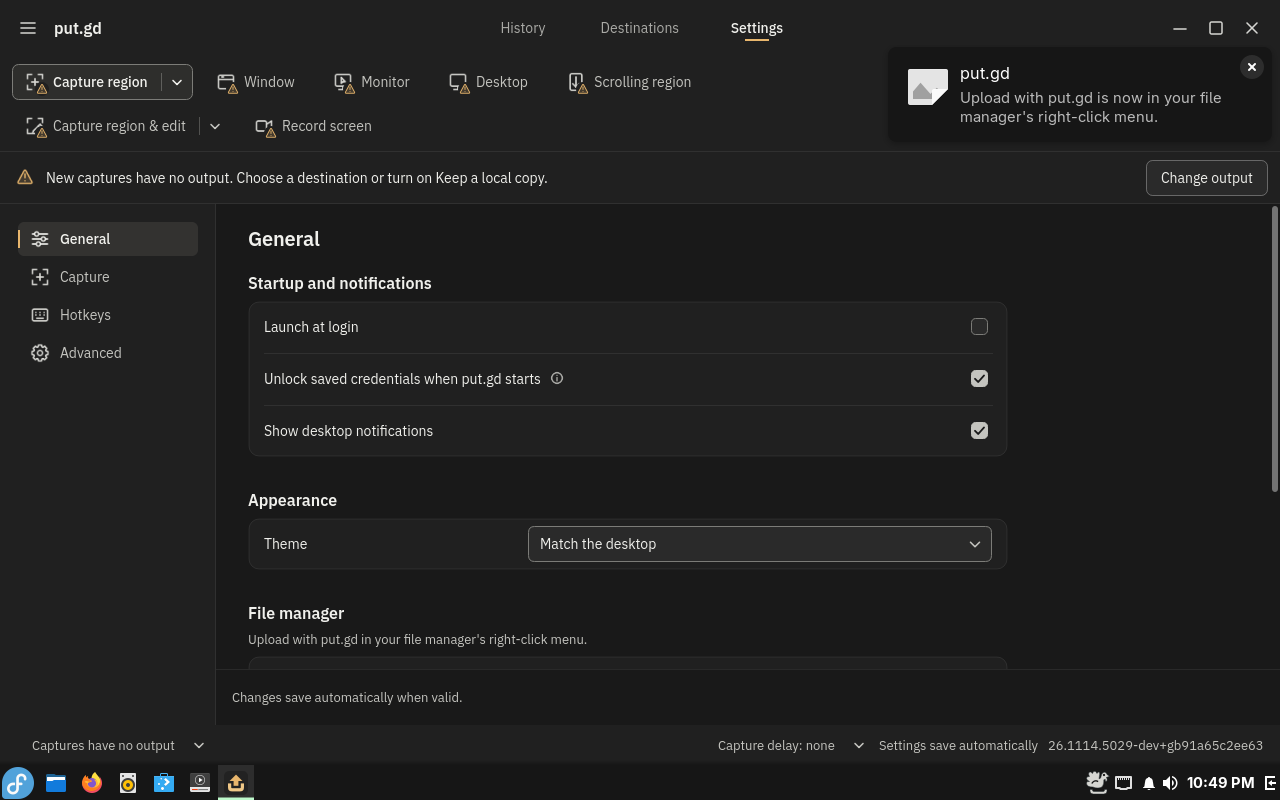 put.gd
History
Destinations
Settings
Capture region
Window
Monitor
Desktop
Scrolling region
put.gd
Upload with put.gd is now in your file
manager's right-click menu.
Capture region & edit
Record screen
New captures have no output. Choose a destination or turn on Keep a local copy.
Change output
General
Capture
Hotkeys
Advanced
General
Startup and notifications
Launch at login
Unlock saved credentials when put.gd starts
Show desktop notifications
Appearance
Theme
Match the desktop
File manager
Upload with put.gd in your file manager's right-click menu.
Changes save automatically when valid.
Captures have no output
Capture delay: none
Settings save automatically
26.1114.5029-dev+gb91a65c2ee63
10:49 PM